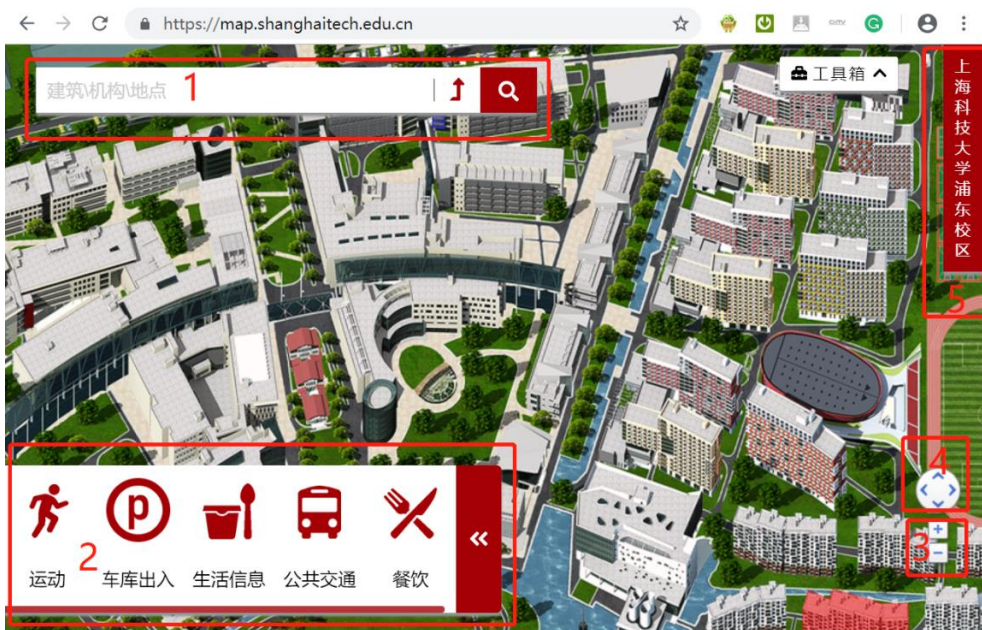 https://map.shanghaitech.edu.cn
建筑\机构\地点
1
工具箱
上海科技大学浦东校区
5
4
3
2
P
运动
车库出入
生活信息
公共交通
餐饮